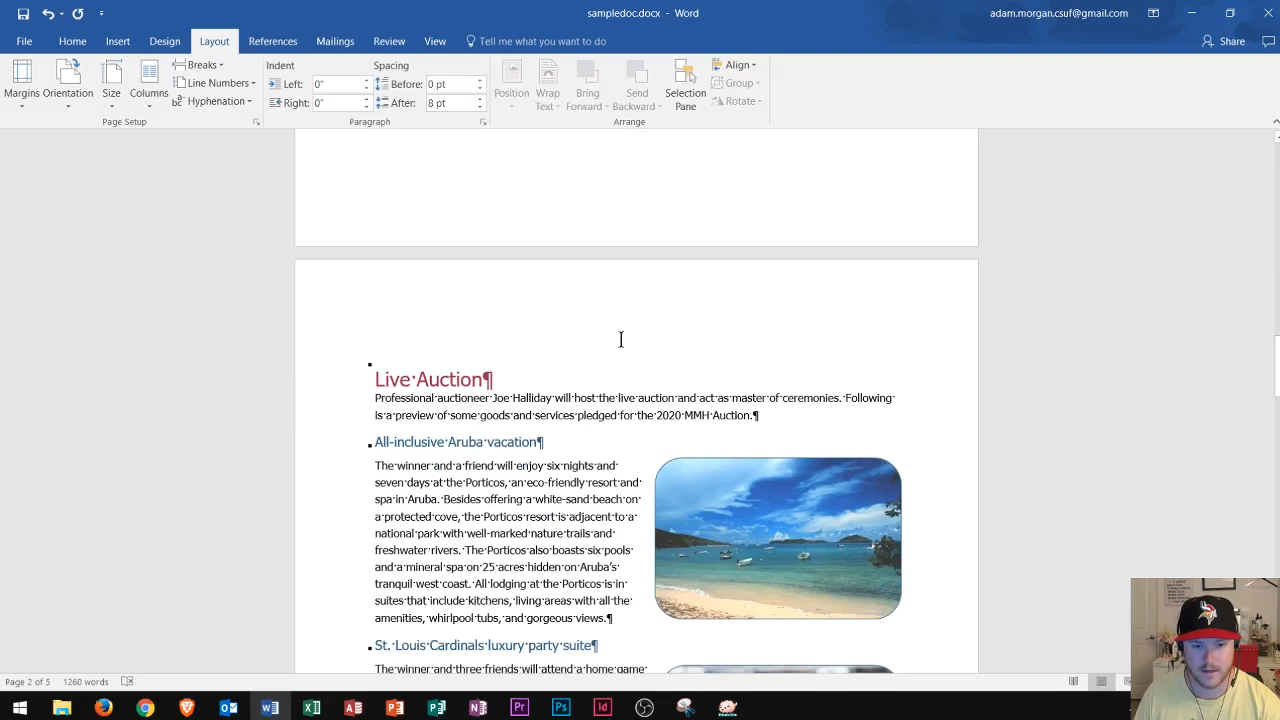 sampledoc.docx - Word
adam.morgan.csuf@gmail.com
File Home Insert Design Layout References Mailings Review View Tell me what you want to do Share
Margins Orientation Size Columns
Breaks
Line Numbers
Hyphenation
Page Setup
Indent
Left: 0"
Right: 0"
Spacing
Before: 0 pt
After: 8 pt
Paragraph
Position
Wrap Text
Bring Forward
Send Backward
Selection Pane
Align
Group
Rotate
Arrange
Live·Auction¶
Professional·auctioneer·Joe·Halliday·will·host·the·live·auction·and·act·as·master·of·ceremonies.·Following·
is·a·preview·of·some·goods·and·services·pledged·for·the·2020·MMH·Auction.¶
All-inclusive·Aruba·vacation¶
The·winner·and·a·friend·will·enjoy·six·nights·and·
seven·days·at·the·Porticos,·an·eco-friendly·resort·and·
spa·in·Aruba.·Besides·offering·a·white-sand·beach·on·
a·protected·cove,·the·Porticos·resort·is·adjacent·to·a·
national·park·with·well-marked·nature·trails·and·
freshwater·rivers.··The·Porticos·also·boasts·six·pools·
and·a·mineral·spa·on·25·acres·hidden·on·Aruba's·
tranquil·west·coast.·All·lodging·at·the·Porticos·is·in·
suites·that·include·kitchens,·living·areas·with·all·the·
amenities,·whirlpool·tubs,·and·gorgeous·views.¶
St.·Louis·Cardinals·luxury·party·suite¶
The·winner·and·three·friends·will·attend·a·home·game·
Page 2 of 5 1260 words